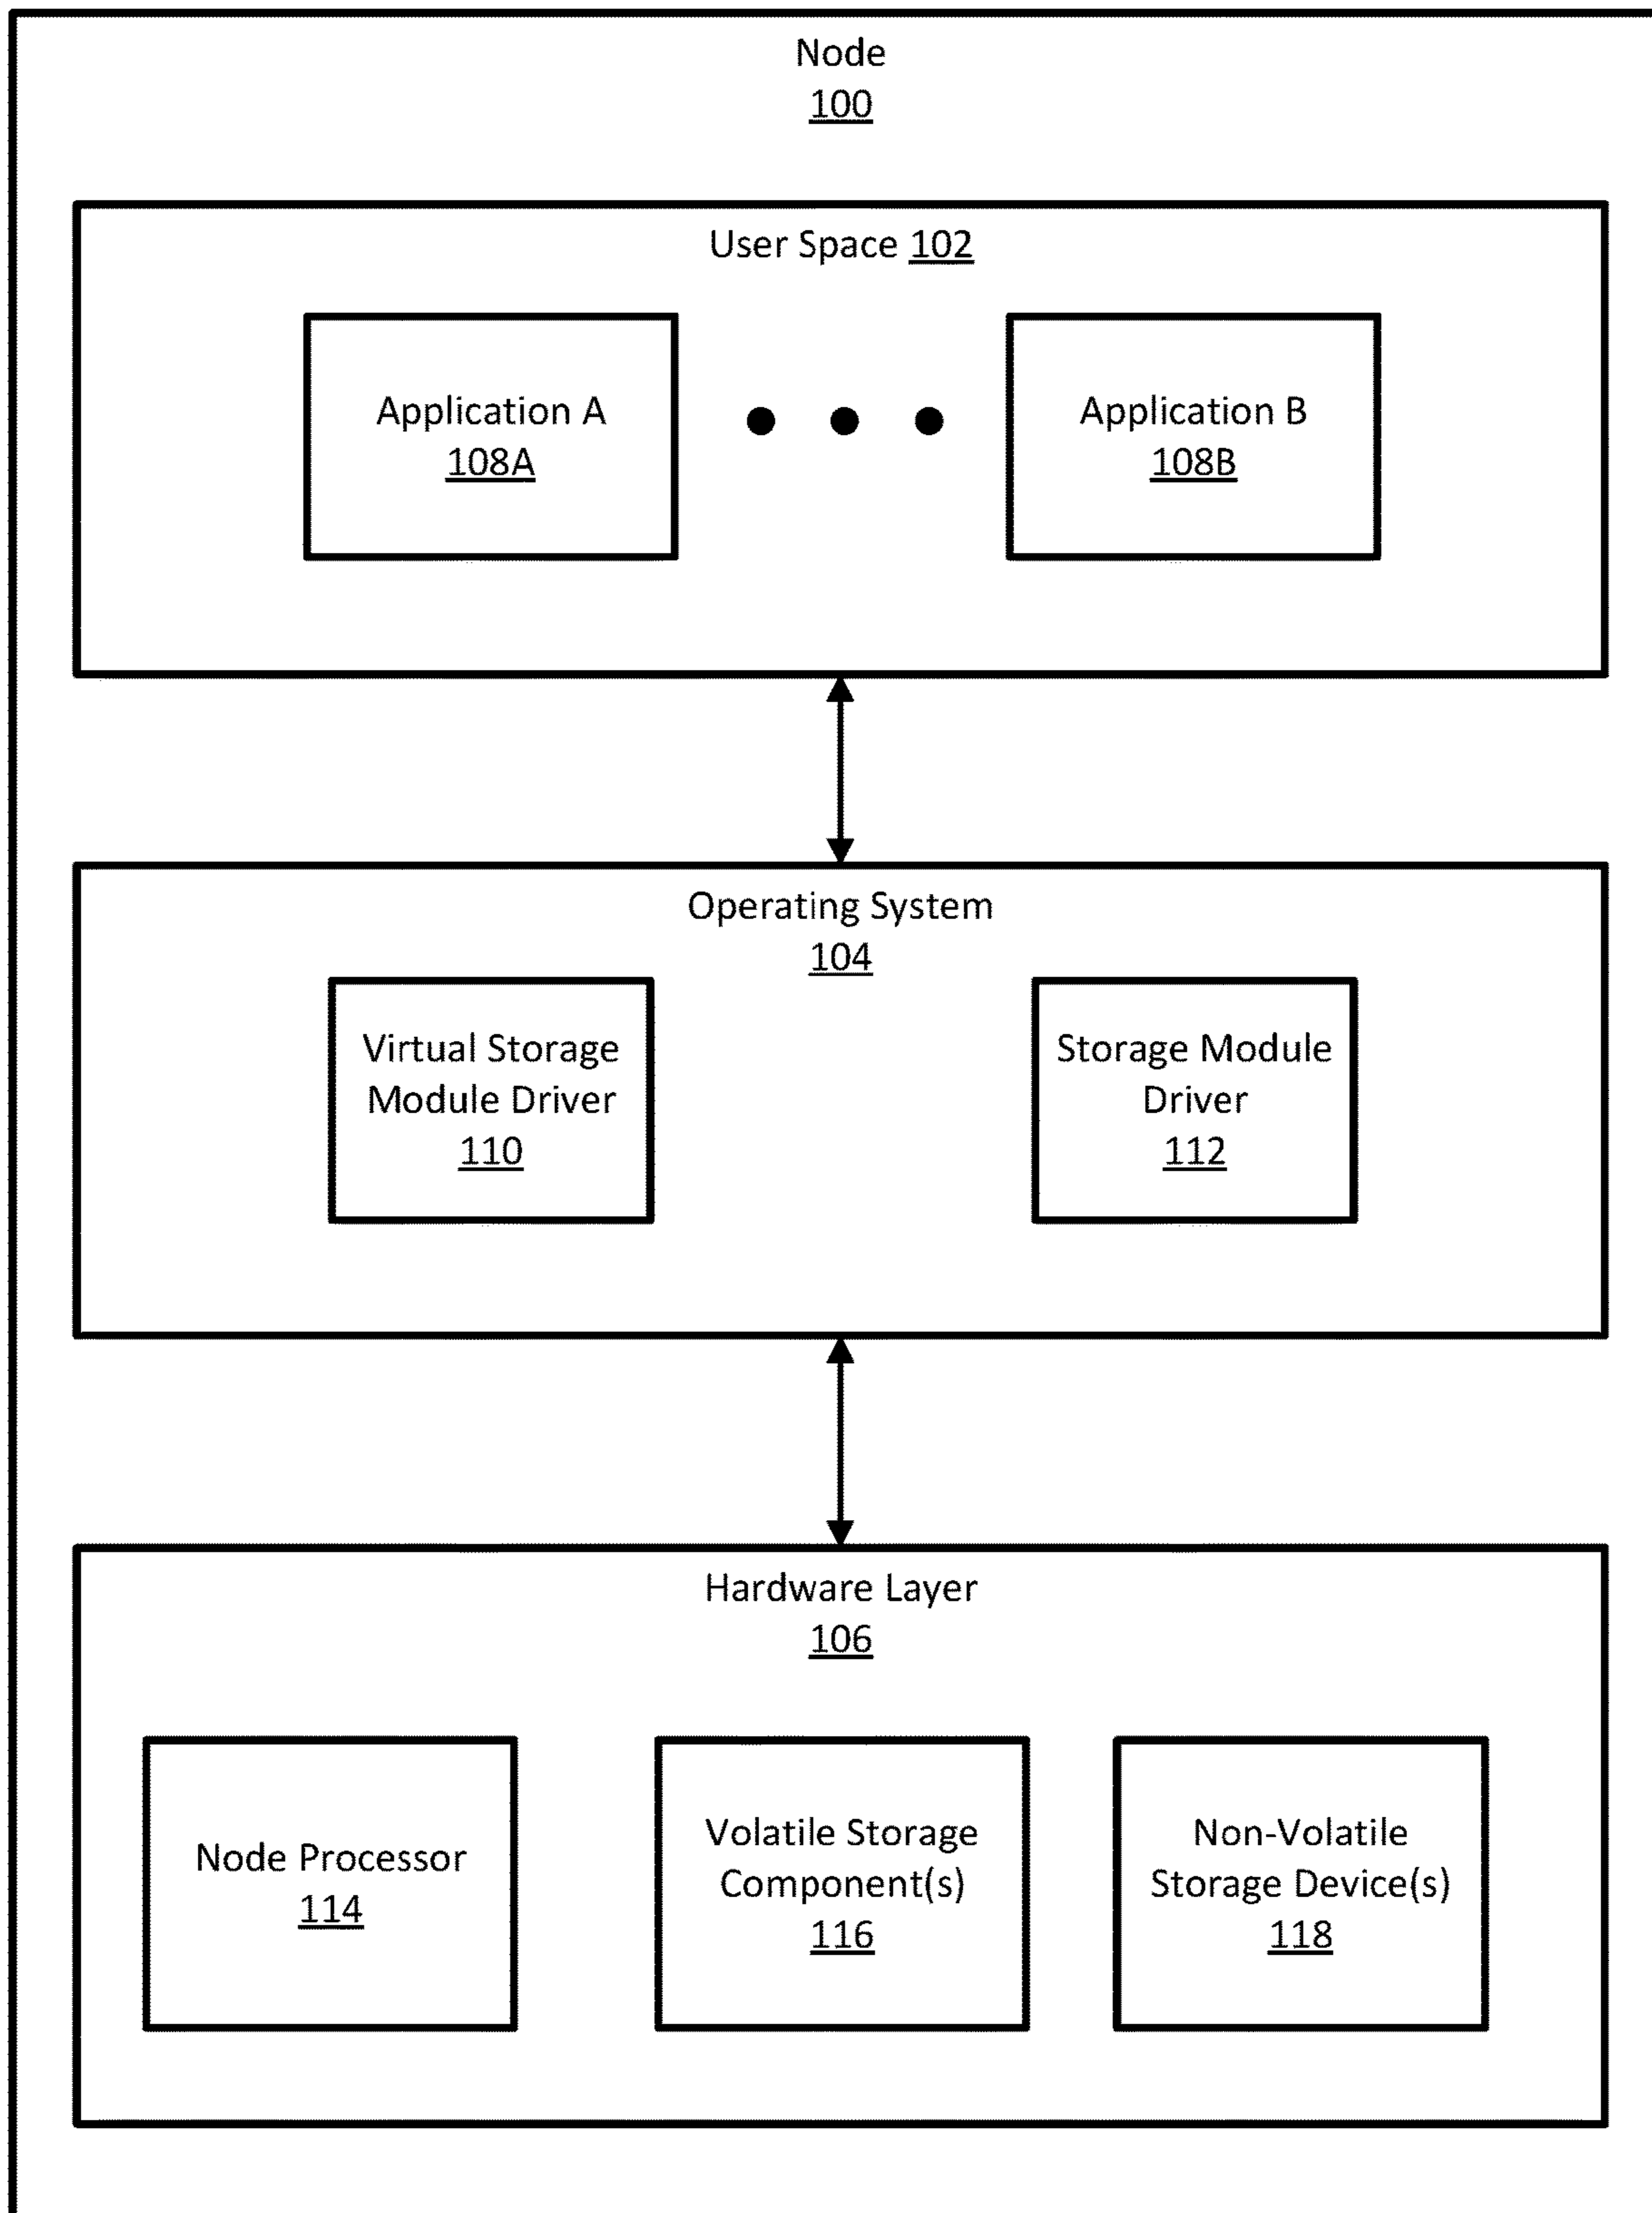 Node
100
User Space 102
Application A
108A
Application B
108B
Operating System
104
Virtual Storage
Module Driver
110
Storage Module
Driver
112
Hardware Layer
106
Node Processor
114
Volatile Storage
Component(s)
116
Non-Volatile
Storage Device(s)
118